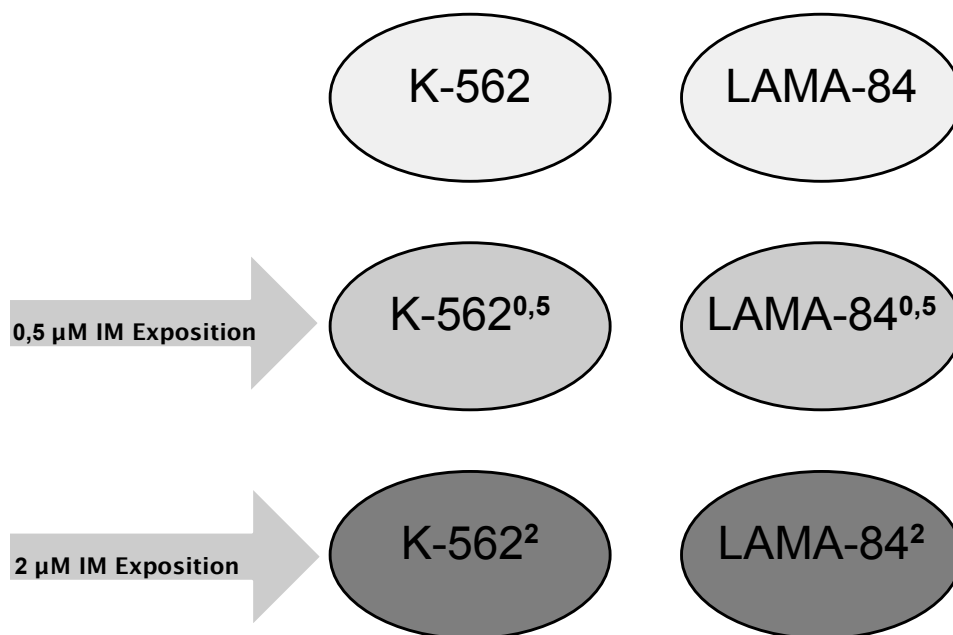 K-562
LAMA-84
0,5 µM IM Exposition
K-562⁰,⁵
LAMA-84⁰,⁵
2 µM IM Exposition
K-562²
LAMA-84²